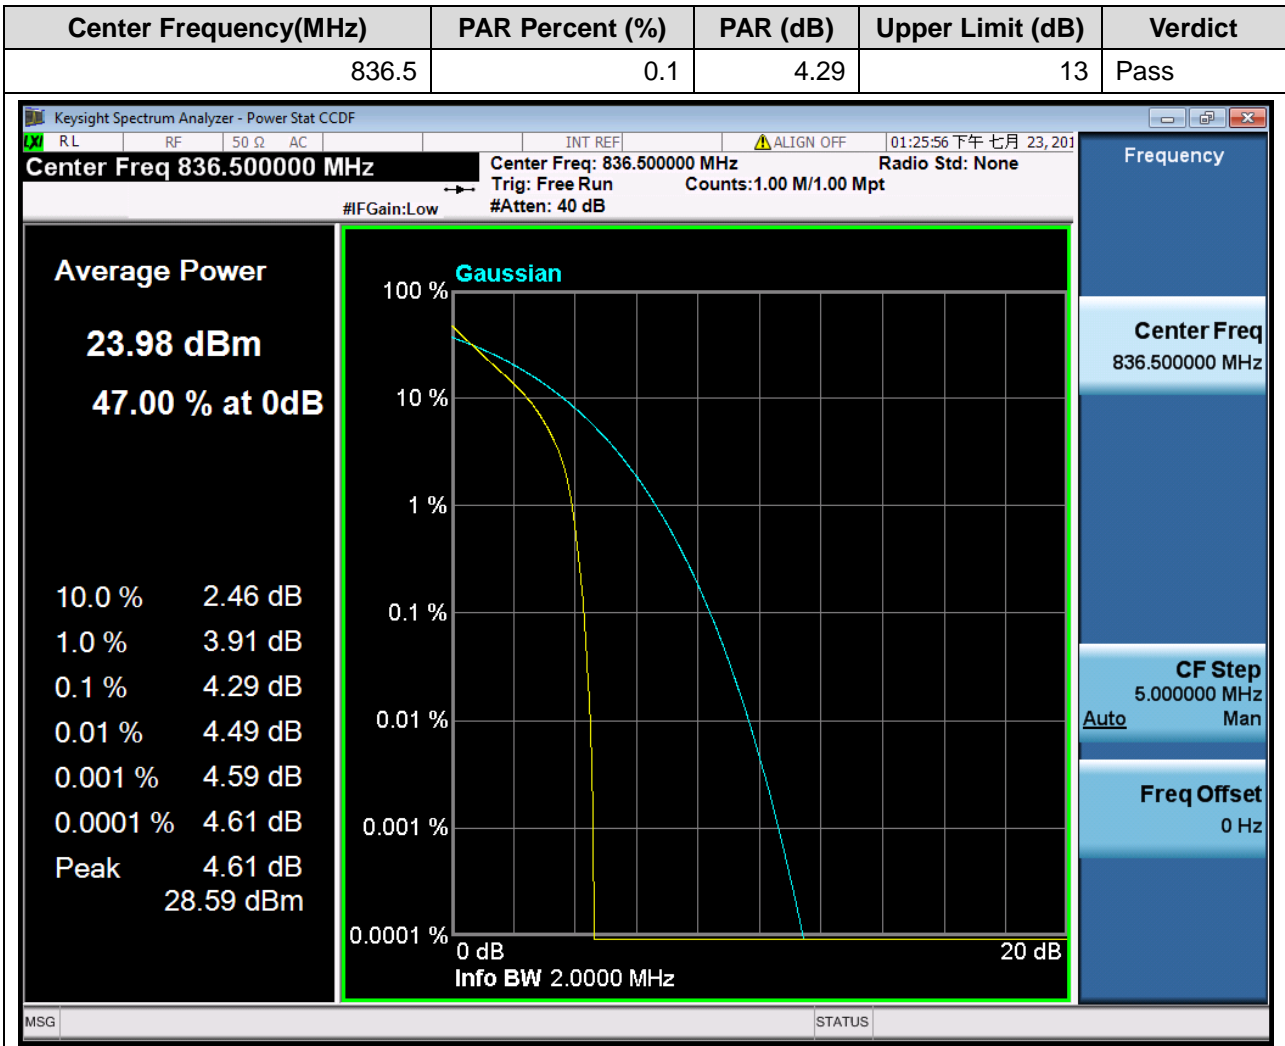 Center Frequency(MHz) PAR Percent (%) PAR (dB) Upper Limit (dB) Verdict
836.5 0.1 4.29 13 Pass
Keysight Spectrum Analyzer - Power Stat CCDF
LXI RL RF 50 Ω AC INT REF ALIGN OFF 01:25:56 下午 七月 23, 201
Center Freq 836.500000 MHz
Center Freq: 836.500000 MHz Radio Std: None
Trig: Free Run Counts:1.00 M/1.00 Mpt
#IFGain:Low #Atten: 40 dB
Average Power
23.98 dBm
47.00 % at 0dB
10.0 % 2.46 dB
1.0 % 3.91 dB
0.1 % 4.29 dB
0.01 % 4.49 dB
0.001 % 4.59 dB
0.0001 % 4.61 dB
Peak 4.61 dB
28.59 dBm
Gaussian
100 %
10 %
1 %
0.1 %
0.01 %
0.001 %
0.0001 %
0 dB 20 dB
Info BW 2.0000 MHz
Frequency
Center Freq
836.500000 MHz
CF Step
5.000000 MHz
Auto Man
Freq Offset
0 Hz
MSG STATUS